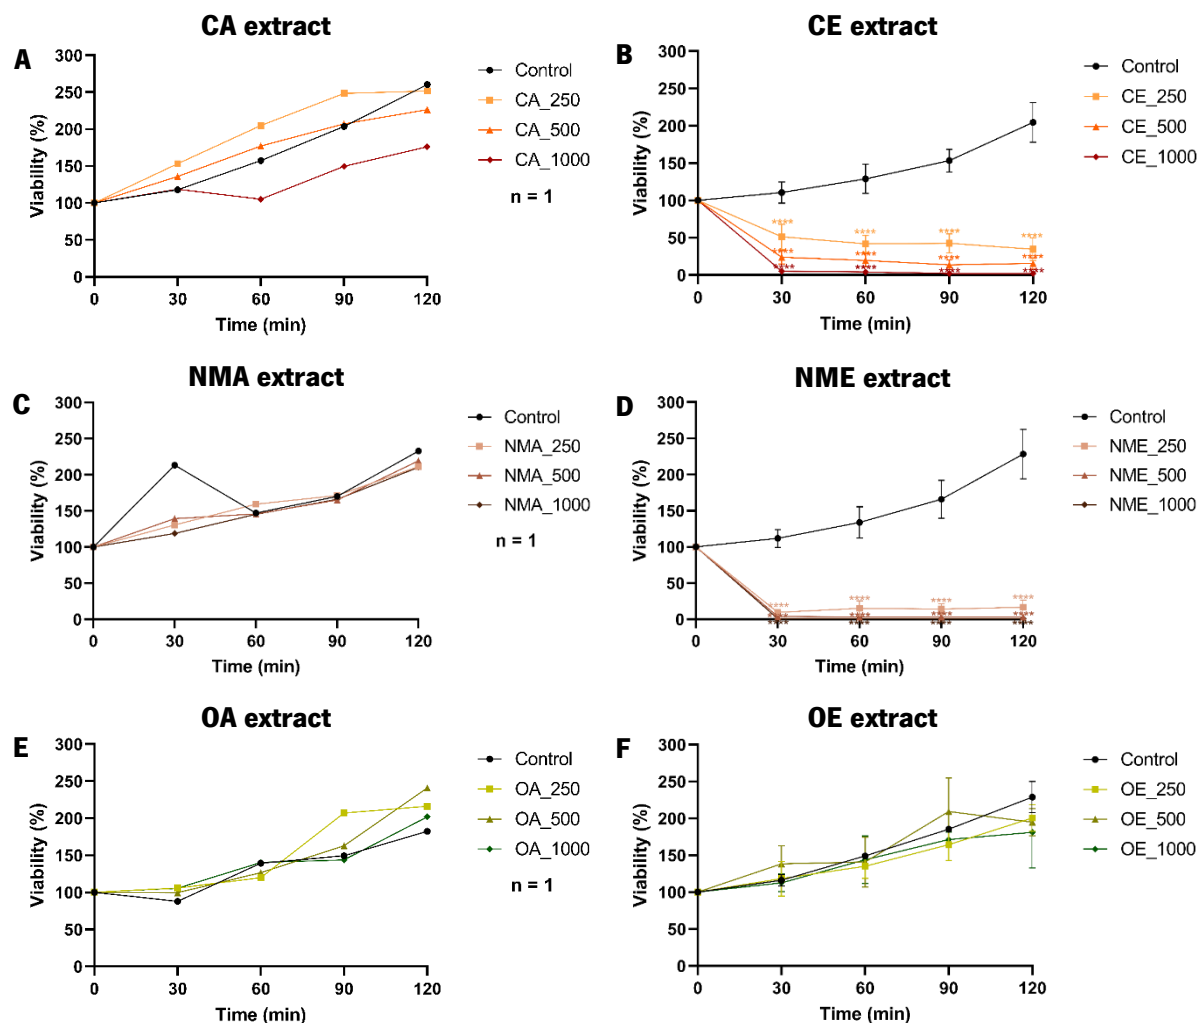 CA extract
A
300
250
200
150
100
50
0
Viability (%)
0 30 60 90 120
Time (min)
Control
CA_250
CA_500
CA_1000
n = 1
CE extract
B
300
250
200
150
100
50
0
Viability (%)
**** **** **** ****
**** **** **** ****
**** **** **** ****
0 30 60 90 120
Time (min)
Control
CE_250
CE_500
CE_1000
NMA extract
C
300
250
200
150
100
50
0
Viability (%)
0 30 60 90 120
Time (min)
Control
NMA_250
NMA_500
NMA_1000
n = 1
NME extract
D
300
250
200
150
100
50
0
Viability (%)
**** **** **** ****
**** **** **** ****
**** **** **** ****
0 30 60 90 120
Time (min)
Control
NME_250
NME_500
NME_1000
OA extract
E
300
250
200
150
100
50
0
Viability (%)
0 30 60 90 120
Time (min)
Control
OA_250
OA_500
OA_1000
n = 1
OE extract
F
300
250
200
150
100
50
0
Viability (%)
0 30 60 90 120
Time (min)
Control
OE_250
OE_500
OE_1000